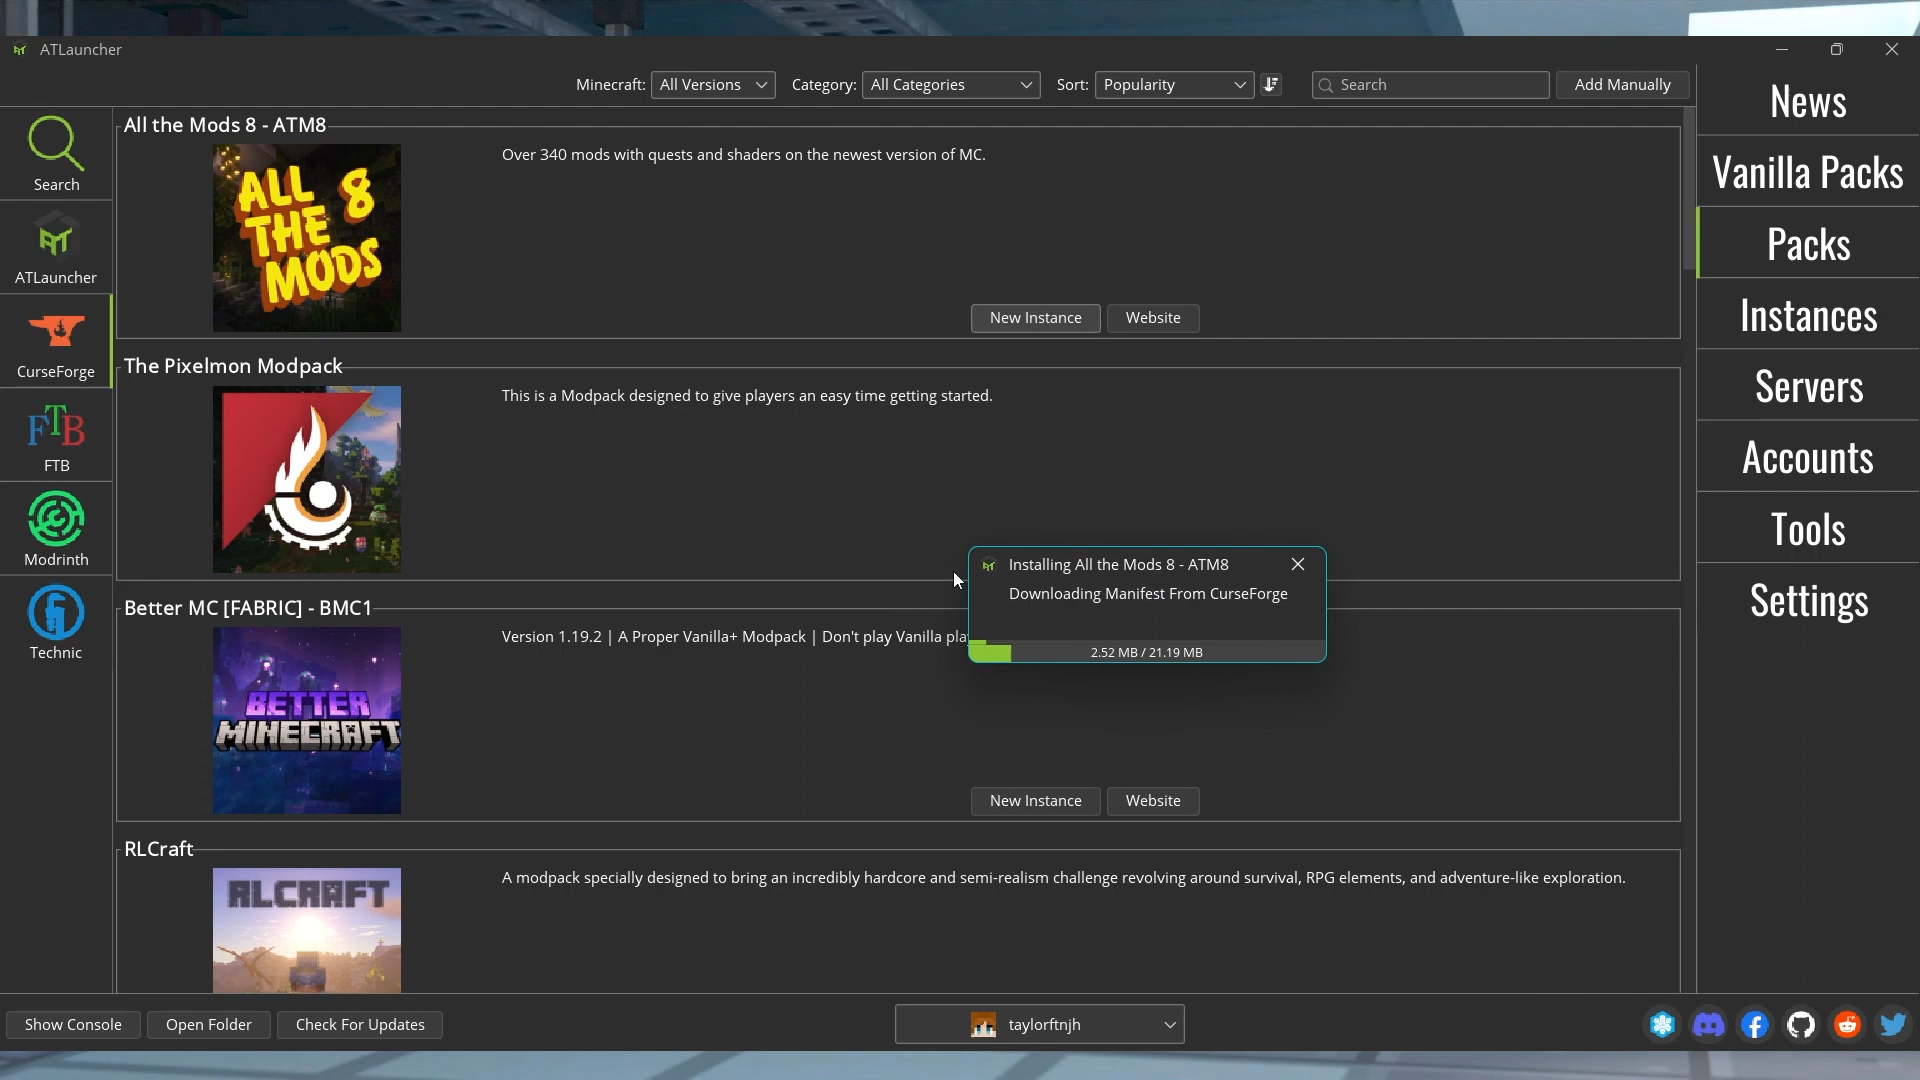 ATLauncher
Minecraft: All Versions Category: All Categories Sort: Popularity Search Add Manually
News
Vanilla Packs
Packs
Instances
Servers
Accounts
Tools
Settings
Search
ATLauncher
CurseForge
FTB
FTB
Modrinth
Technic
All the Mods 8 - ATM8
ALL
THE 8
MODS
Over 340 mods with quests and shaders on the newest version of MC.
New Instance Website
The Pixelmon Modpack
This is a Modpack designed to give players an easy time getting started.
Installing All the Mods 8 - ATM8
Downloading Manifest From CurseForge
2.52 MB / 21.19 MB
Better MC [FABRIC] - BMC1
BETTER
MINECRAFT
Version 1.19.2 | A Proper Vanilla+ Modpack | Don't play Vanilla
New Instance Website
RLCraft
RLCRAFT
A modpack specially designed to bring an incredibly hardcore and semi-realism challenge revolving around survival, RPG elements, and adventure-like exploration.
Show Console Open Folder Check For Updates
taylorftnjh